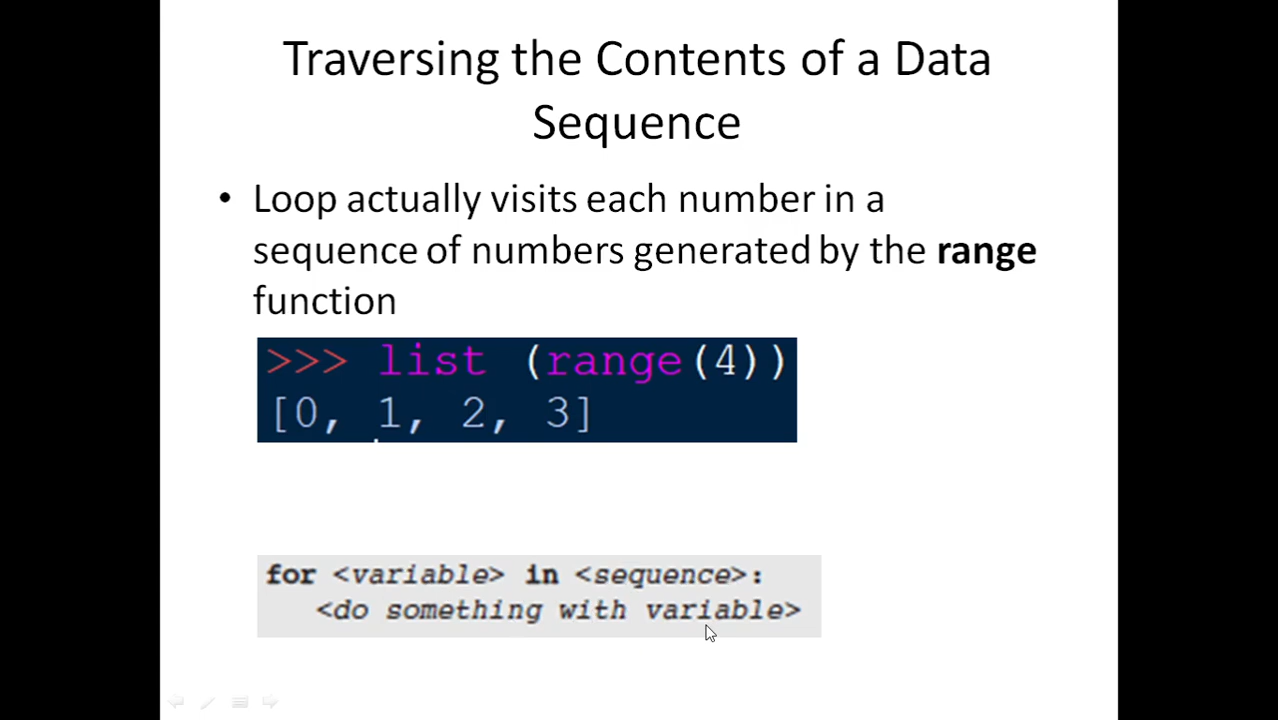 Traversing the Contents of a Data
Sequence
• Loop actually visits each number in a
sequence of numbers generated by the range
function
>>> list (range(4))
[0, 1, 2, 3]
for <variable> in <sequence>:
<do something with variable>